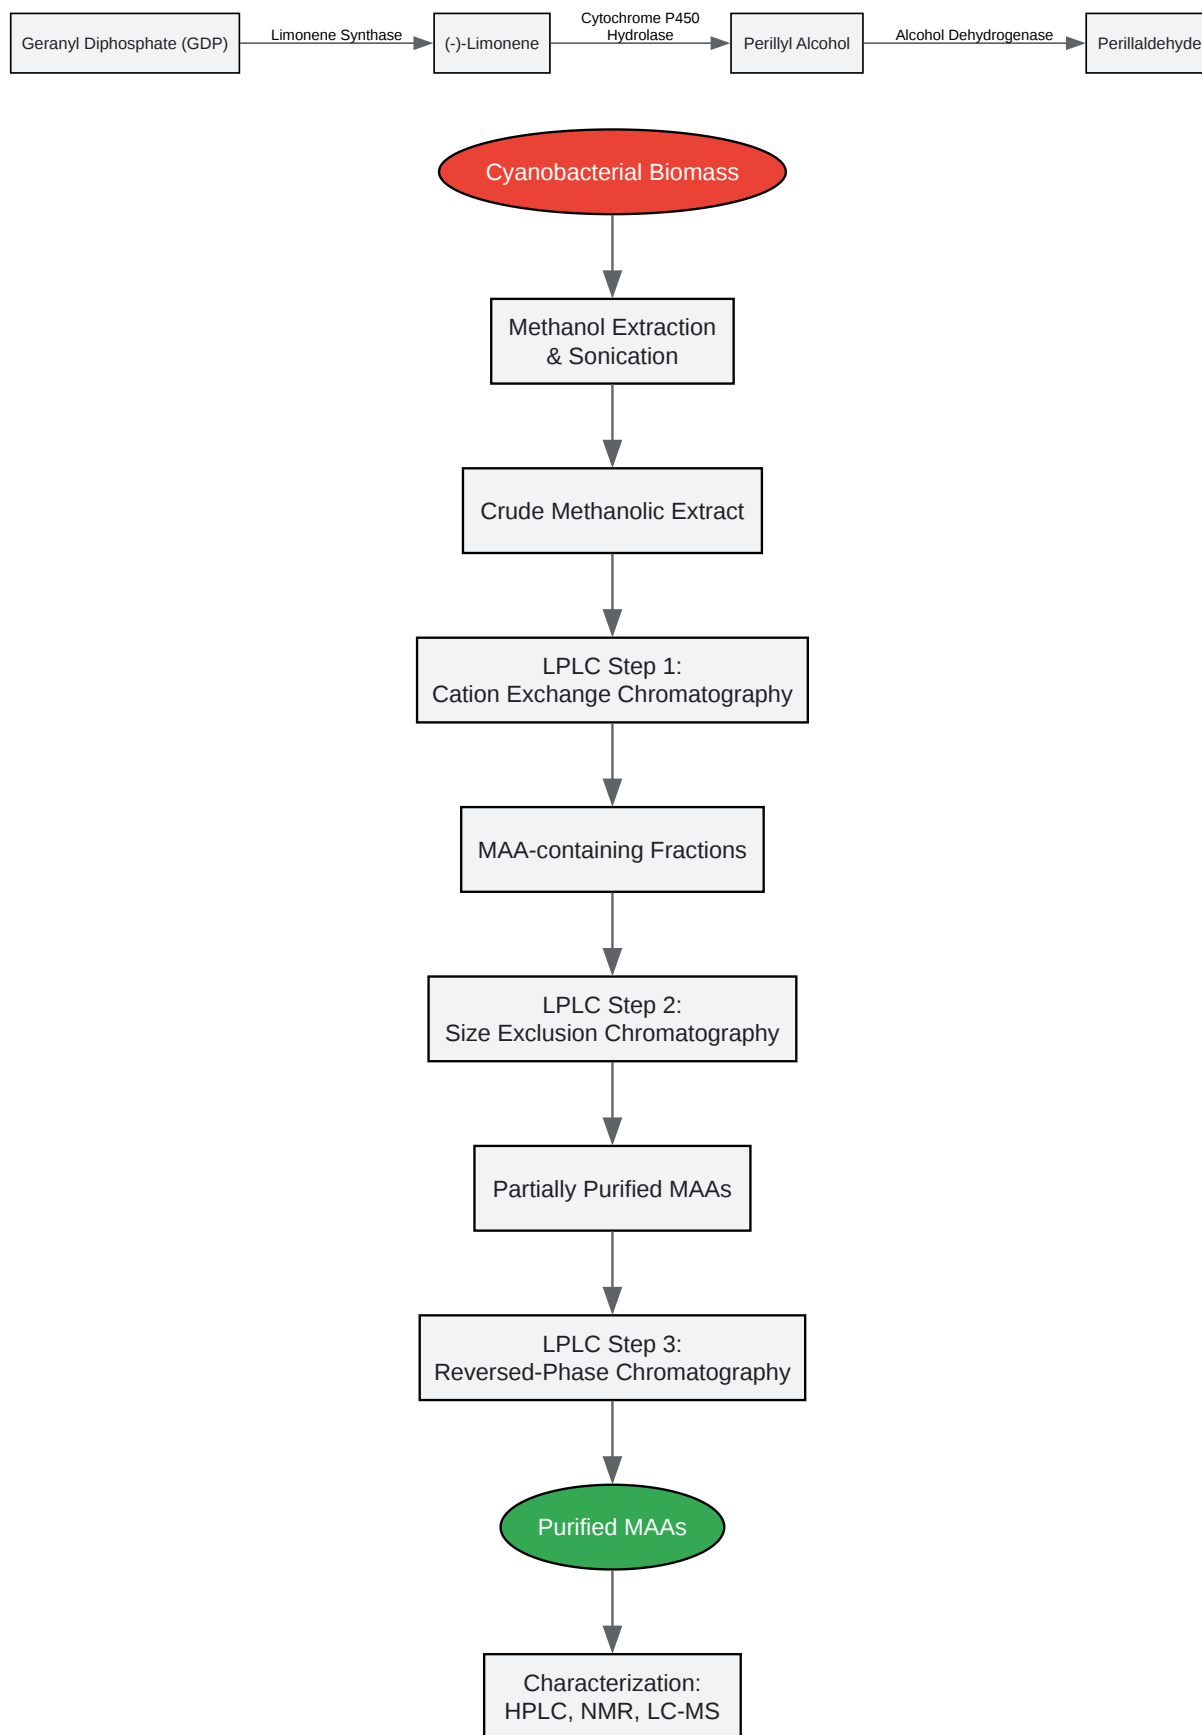 Geranyl Diphosphate (GDP)
Limonene Synthase
(-)-Limonene
Cytochrome P450
Hydrolase
Perillyl Alcohol
Alcohol Dehydrogenase
Perillaldehyde
Cyanobacterial Biomass
Methanol Extraction
& Sonication
Crude Methanolic Extract
LPLC Step 1:
Cation Exchange Chromatography
MAA-containing Fractions
LPLC Step 2:
Size Exclusion Chromatography
Partially Purified MAAs
LPLC Step 3:
Reversed-Phase Chromatography
Purified MAAs
Characterization:
HPLC, NMR, LC-MS